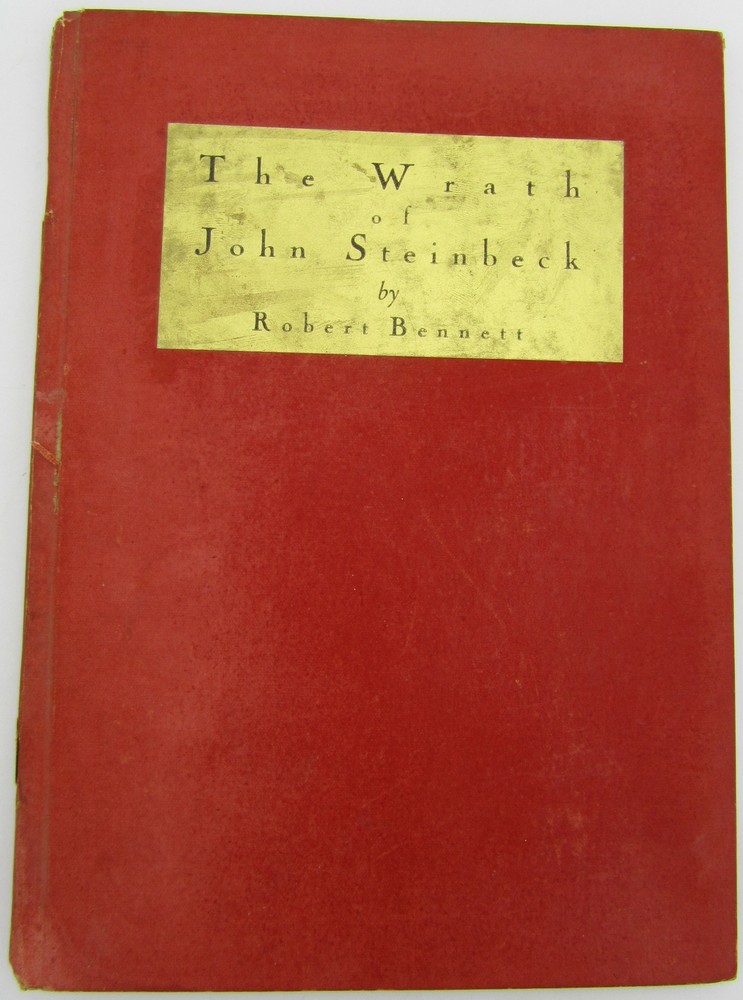 The Wrath
of
John Steinbeck
by
Robert Bennett